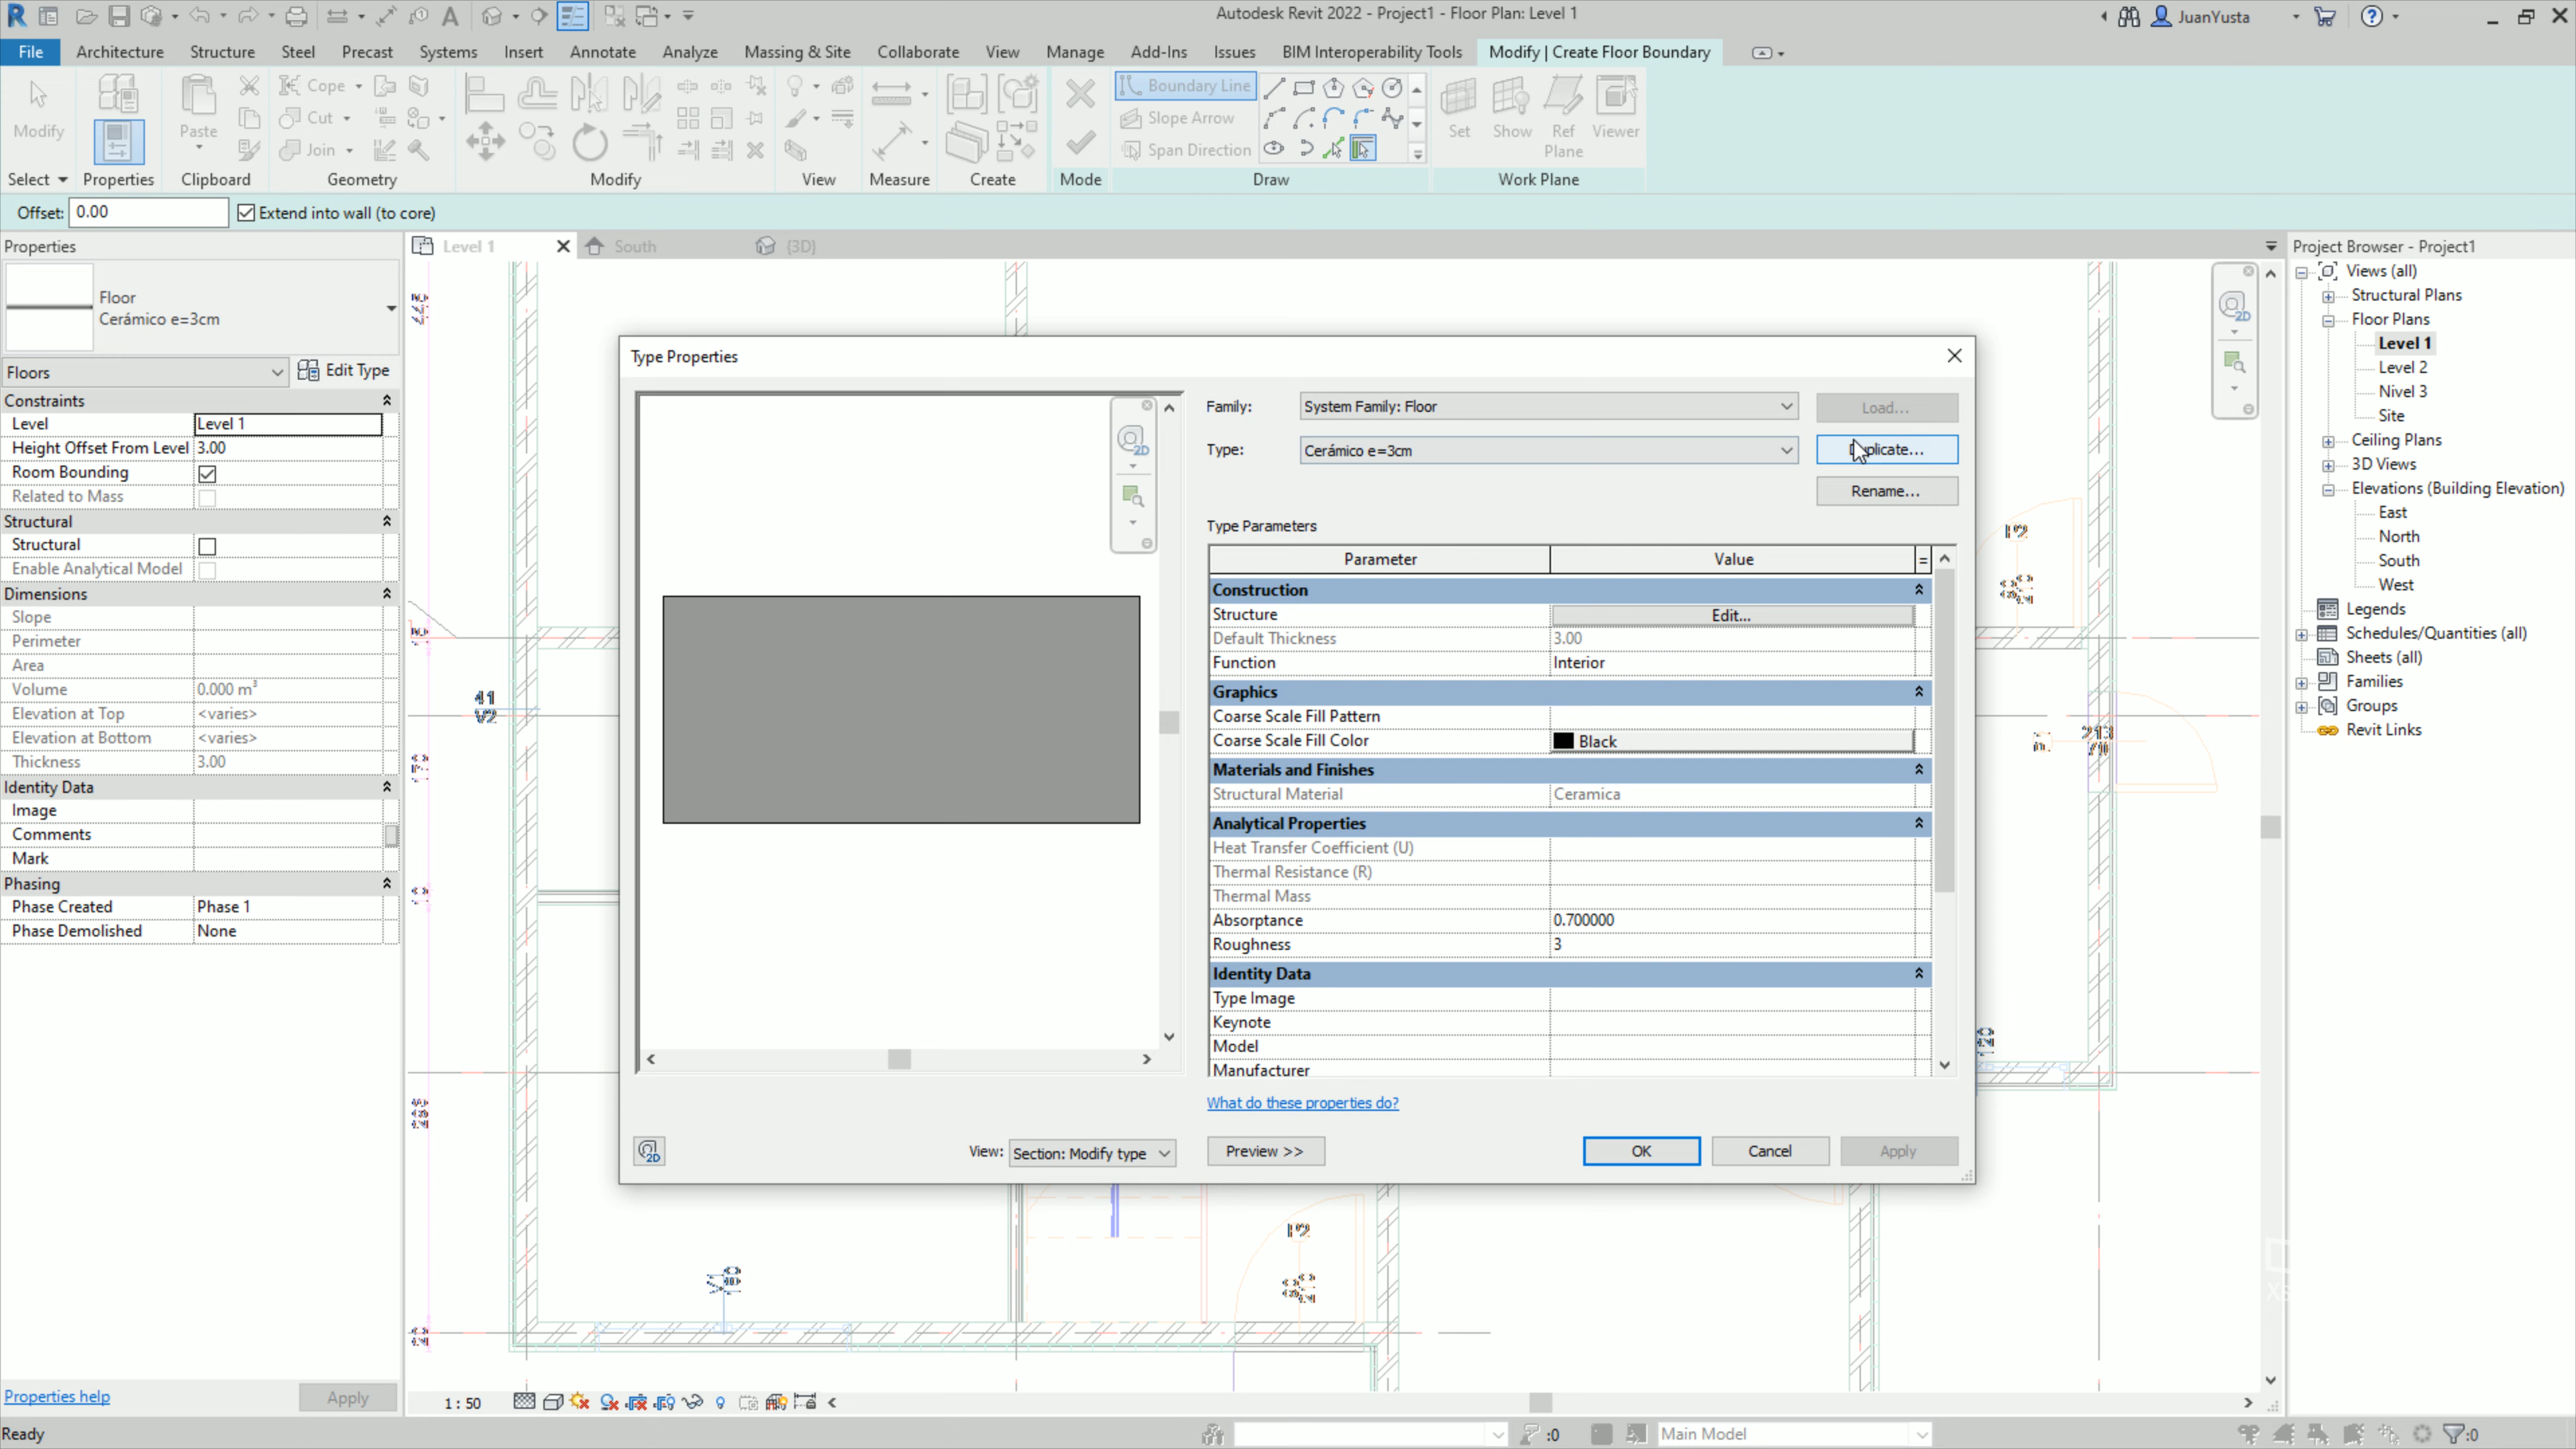 Autodesk Revit 2022 - Project1 - Floor Plan: Level 1
JuanYusta
File Architecture Structure Steel Precast Systems Insert Annotate Analyze Massing & Site Collaborate View Manage Add-Ins Issues BIM Interoperability Tools Modify | Create Floor Boundary
Modify
Paste
Cope
Cut
Join
Boundary Line
Slope Arrow
Span Direction
Set Show Ref Plane Viewer
Select Properties Clipboard Geometry Modify View Measure Create Mode Draw Work Plane
Offset: 0.00 Extend into wall (to core)
Properties
Level 1 South {3D}
Floor
Cerámico e=3cm
Floors Edit Type
Constraints
Level Level 1
Height Offset From Level 3.00
Room Bounding
Related to Mass
Structural
Structural
Enable Analytical Model
Dimensions
Slope
Perimeter
Area
Volume 0.000 m³
Elevation at Top <varies>
Elevation at Bottom <varies>
Thickness 3.00
Identity Data
Image
Comments
Mark
Phasing
Phase Created Phase 1
Phase Demolished None
Properties help Apply
41
Type Properties
2D
Family: System Family: Floor Load...
Type: Cerámico e=3cm
Rename...
Type Parameters
Parameter Value =
Construction
Structure Edit...
Default Thickness 3.00
Function Interior
Graphics
Coarse Scale Fill Pattern
Coarse Scale Fill Color Black
Materials and Finishes
Structural Material Ceramica
Analytical Properties
Heat Transfer Coefficient (U)
Thermal Resistance (R)
Thermal Mass
Absorptance 0.700000
Roughness 3
Identity Data
Type Image
Keynote
Model
Manufacturer
What do these properties do?
2D
View: Section: Modify type Preview >> OK Cancel Apply
2D
P2
P2
Project Browser - Project1
Views (all)
Structural Plans
Floor Plans
Level 1
Level 2
Nivel 3
Site
Ceiling Plans
3D Views
Elevations (Building Elevation)
East
North
South
West
Legends
Schedules/Quantities (all)
Sheets (all)
Families
Groups
Revit Links
1 : 50
Ready
:0
Main Model
:0